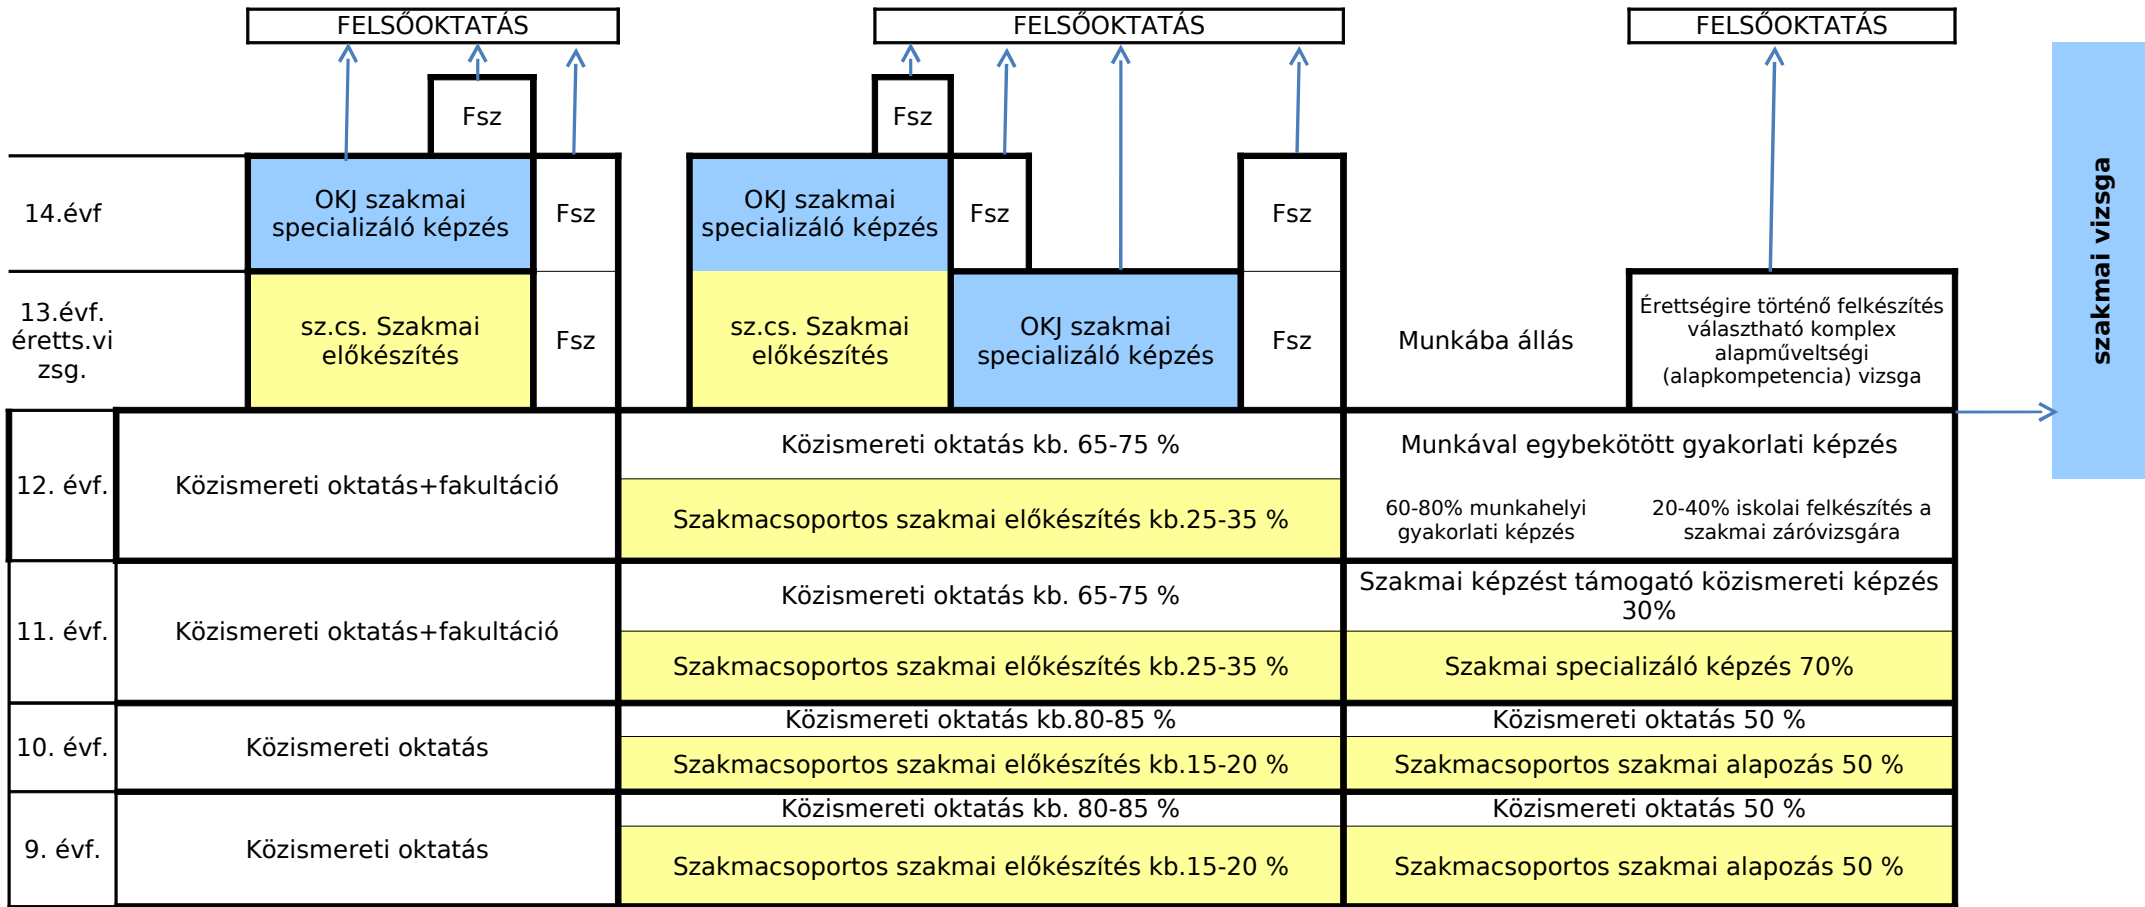 FELSŐOKTATÁS
FELSŐOKTATÁS
FELSŐOKTATÁS
Fsz
Fsz
14.évf
OKJ szakmai
specializáló képzés
Fsz
OKJ szakmai
specializáló képzés
Fsz
Fsz
szakmai vizsga
13.évf.
éretts.vi
zsg.
sz.cs. Szakmai
előkészítés
Fsz
sz.cs. Szakmai
előkészítés
OKJ szakmai
specializáló képzés
Fsz
Munkába állás
Érettségire történő felkészítés
választható komplex
alapműveltségi
(alapkompetencia) vizsga
12. évf.
Közismereti oktatás+fakultáció
Közismereti oktatás kb. 65-75 %
Szakmacsoportos szakmai előkészítés kb.25-35 %
Munkával egybekötött gyakorlati képzés
60-80% munkahelyi
gyakorlati képzés
20-40% iskolai felkészítés a
szakmai záróvizsgára
11. évf.
Közismereti oktatás+fakultáció
Közismereti oktatás kb. 65-75 %
Szakmacsoportos szakmai előkészítés kb.25-35 %
Szakmai képzést támogató közismereti képzés
30%
Szakmai specializáló képzés 70%
10. évf.
Közismereti oktatás
Közismereti oktatás kb.80-85 %
Szakmacsoportos szakmai előkészítés kb.15-20 %
Közismereti oktatás 50 %
Szakmacsoportos szakmai alapozás 50 %
9. évf.
Közismereti oktatás
Közismereti oktatás kb. 80-85 %
Szakmacsoportos szakmai előkészítés kb.15-20 %
Közismereti oktatás 50 %
Szakmacsoportos szakmai alapozás 50 %